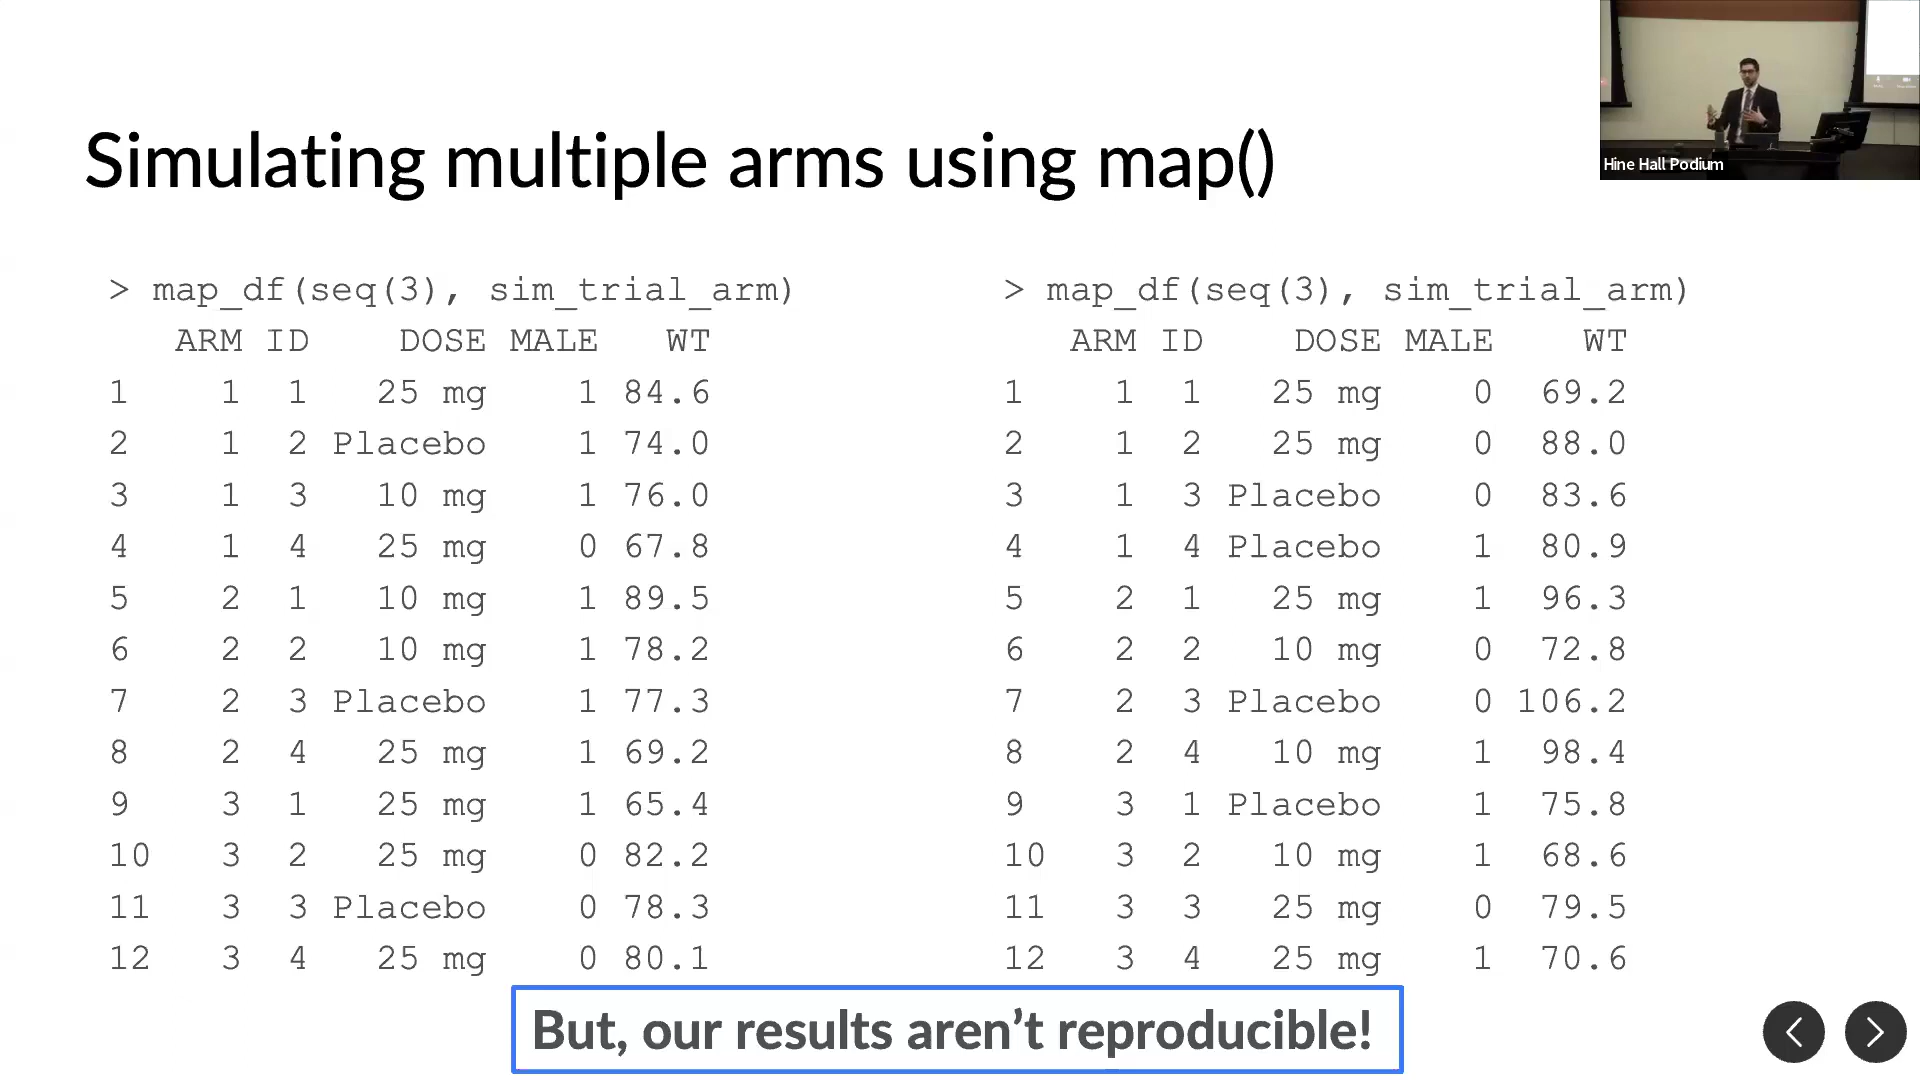 Hine Hall Podium
Simulating multiple arms using map()
> map_df(seq(3), sim_trial_arm)
ARM ID DOSE MALE WT
1 1 1 25 mg 1 84.6
2 1 2 Placebo 1 74.0
3 1 3 10 mg 1 76.0
4 1 4 25 mg 0 67.8
5 2 1 10 mg 1 89.5
6 2 2 10 mg 1 78.2
7 2 3 Placebo 1 77.3
8 2 4 25 mg 1 69.2
9 3 1 25 mg 1 65.4
10 3 2 25 mg 0 82.2
11 3 3 Placebo 0 78.3
12 3 4 25 mg 0 80.1
> map_df(seq(3), sim_trial_arm)
ARM ID DOSE MALE WT
1 1 1 25 mg 0 69.2
2 1 2 25 mg 0 88.0
3 1 3 Placebo 0 83.6
4 1 4 Placebo 1 80.9
5 2 1 25 mg 1 96.3
6 2 2 10 mg 0 72.8
7 2 3 Placebo 0 106.2
8 2 4 10 mg 1 98.4
9 3 1 Placebo 1 75.8
10 3 2 10 mg 1 68.6
11 3 3 25 mg 0 79.5
12 3 4 25 mg 1 70.6
But, our results aren’t reproducible!